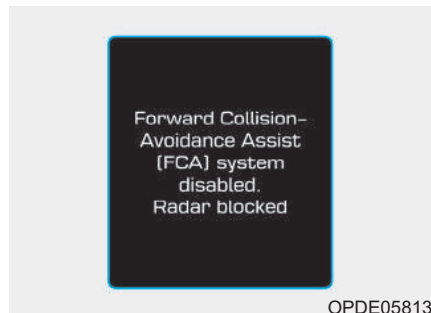 Forward Collision-
Avoidance Assist
(FCA) system
disabled.
Radar blocked
OPDE05813